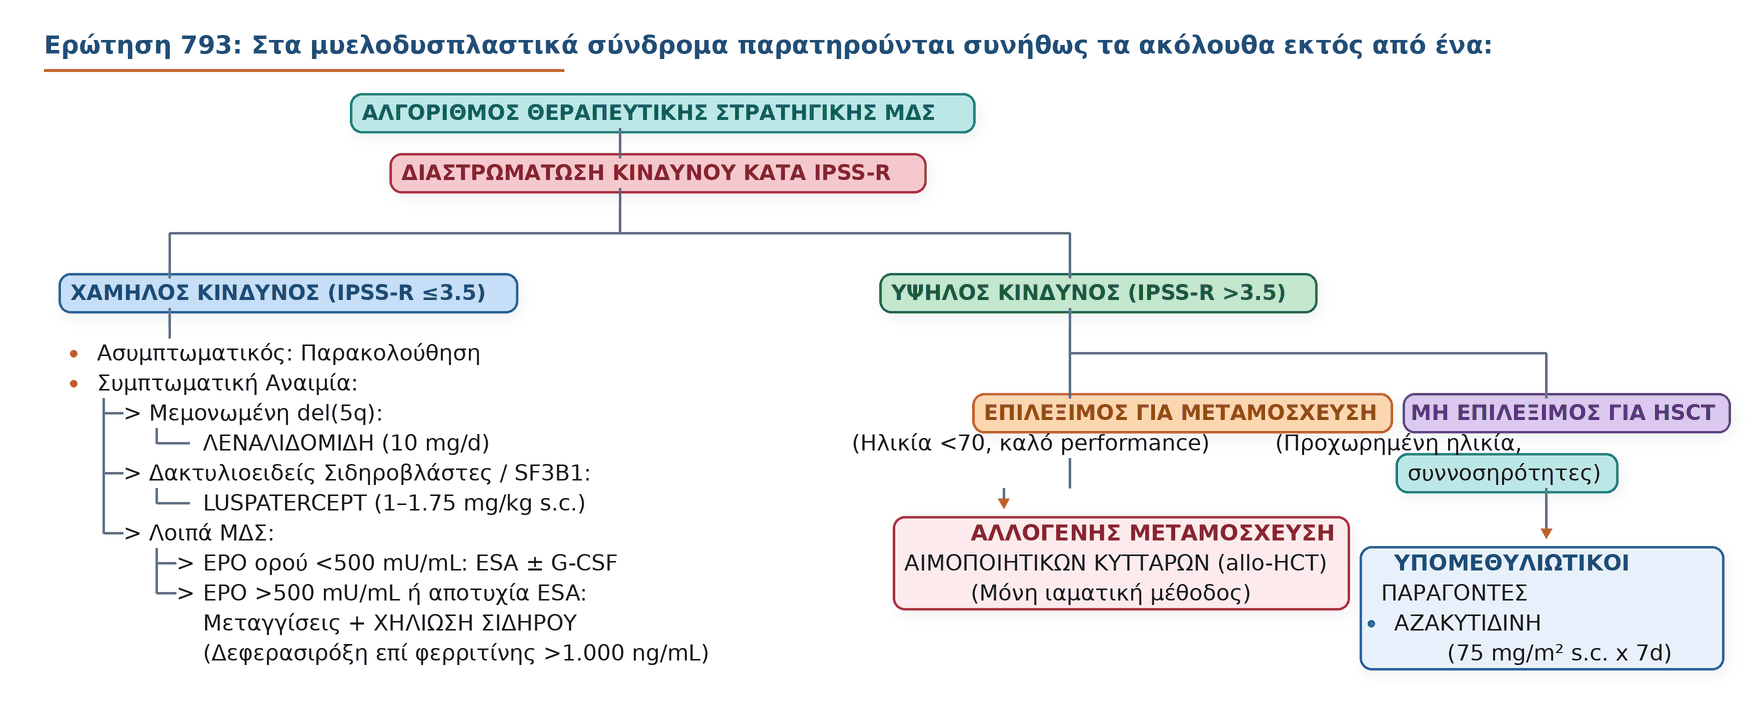 Ερώτηση 793: Στα μυελοδυσπλαστικά σύνδρομα παρατηρούνται συνήθως τα ακόλουθα εκτός από ένα:
ΑΛΓΟΡΙΘΜΟΣ ΘΕΡΑΠΕΥΤΙΚΗΣ ΣΤΡΑΤΗΓΙΚΗΣ ΜΔΣ
ΔΙΑΣΤΡΩΜΑΤΩΣΗ ΚΙΝΔΥΝΟΥ ΚΑΤΑ IPSS-R
ΧΑΜΗΛΟΣ ΚΙΝΔΥΝΟΣ (IPSS-R ≤3.5)
• Ασυμπτωματικός: Παρακολούθηση
• Συμπτωματική Αναιμία:
> Μεμονωμένη del(5q):
ΛΕΝΑΛΙΔΟΜΙΔΗ (10 mg/d)
> Δακτυλιοειδείς Σιδηροβλάστες / SF3B1:
LUSPATERCEPT (1–1.75 mg/kg s.c.)
> Λοιπά ΜΔΣ:
> EPO ορού <500 mU/mL: ESA ± G-CSF
> EPO >500 mU/mL ή αποτυχία ESA:
Μεταγγίσεις + ΧΗΛΙΩΣΗ ΣΙΔΗΡΟΥ
(Δεφερασιρόξη επί φερριτίνης >1.000 ng/mL)
ΥΨΗΛΟΣ ΚΙΝΔΥΝΟΣ (IPSS-R >3.5)
ΕΠΙΛΕΞΙΜΟΣ ΓΙΑ ΜΕΤΑΜΟΣΧΕΥΣΗ
(Ηλικία <70, καλό performance)
ΑΛΛΟΓΕΝΗΣ ΜΕΤΑΜΟΣΧΕΥΣΗ
ΑΙΜΟΠΟΙΗΤΙΚΩΝ ΚΥΤΤΑΡΩΝ (allo-HCT)
(Μόνη ιαματική μέθοδος)
ΜΗ ΕΠΙΛΕΞΙΜΟΣ ΓΙΑ HSCT
(Προχωρημένη ηλικία,
συννοσηρότητες)
ΥΠΟΜΕΘΥΛΙΩΤΙΚΟΙ
ΠΑΡΑΓΟΝΤΕΣ
• ΑΖΑΚΥΤΙΔΙΝΗ
(75 mg/m² s.c. x 7d)